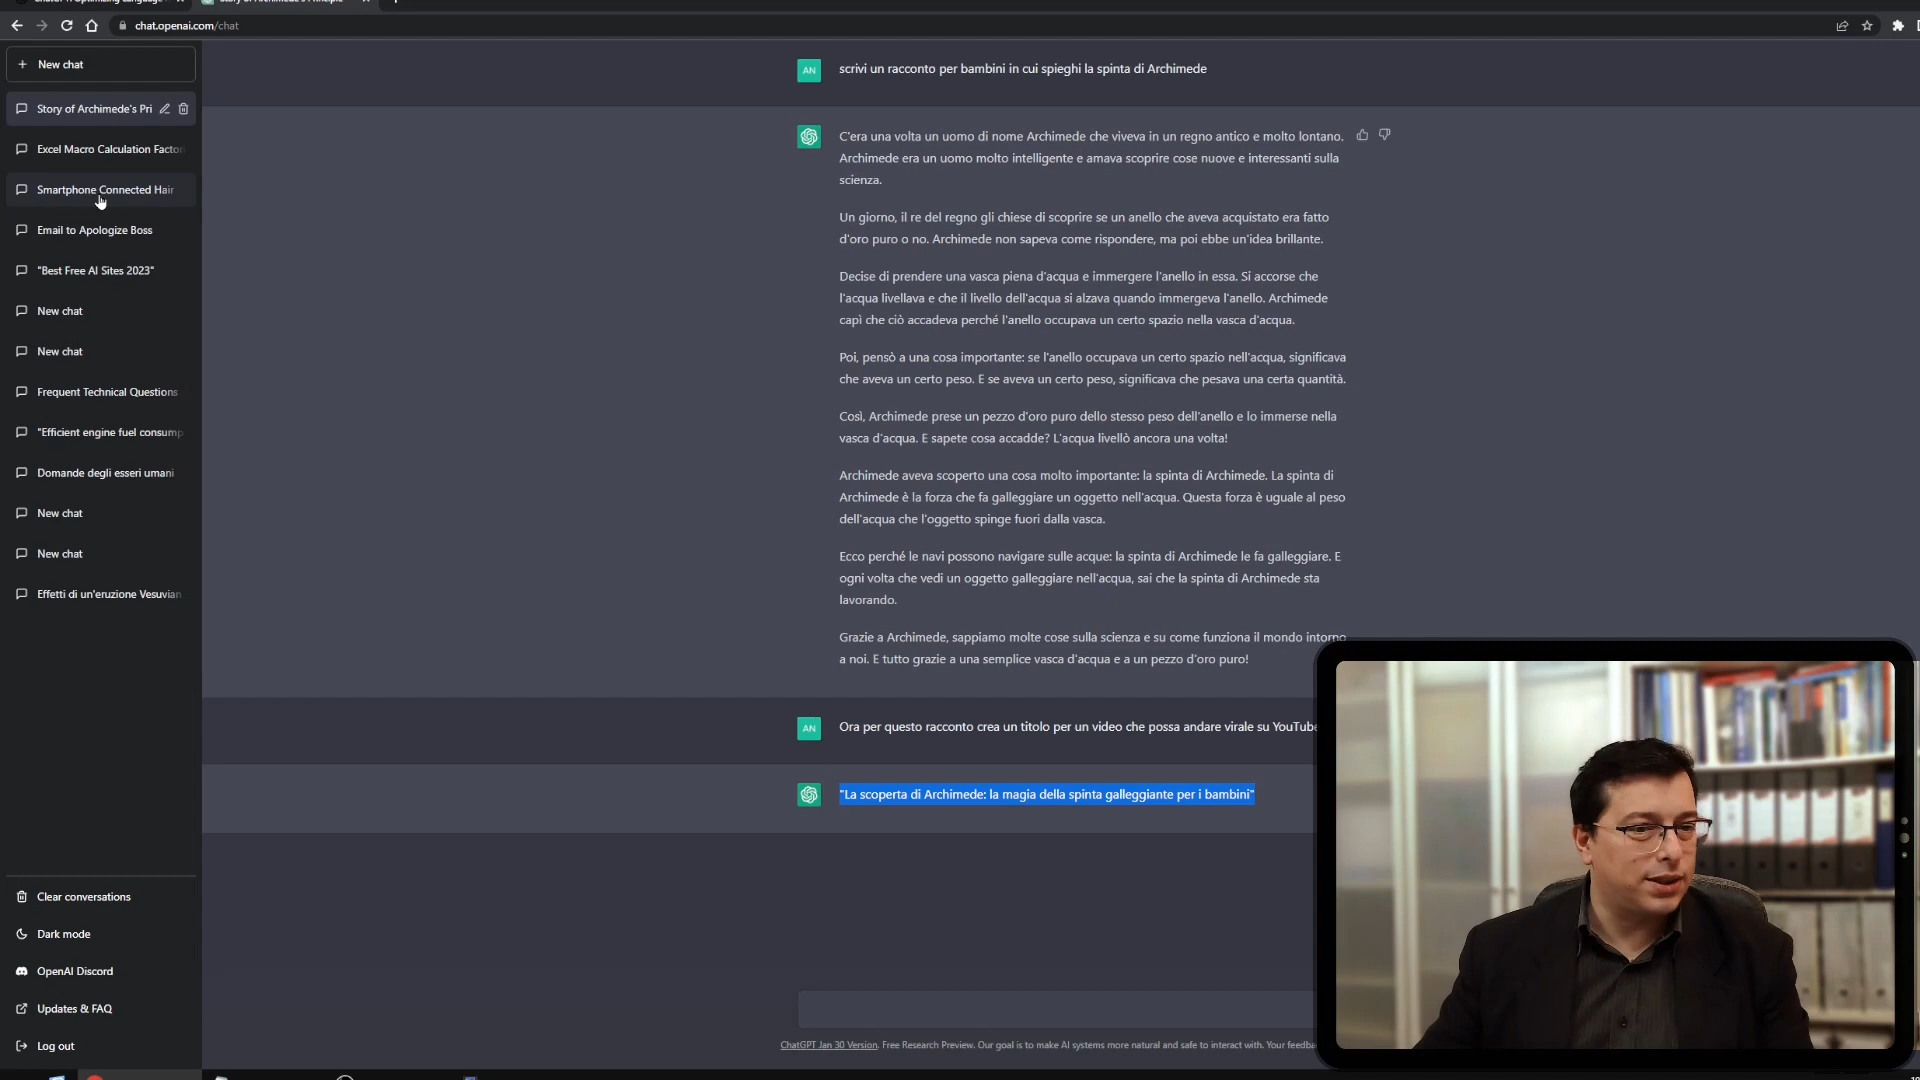 Story of Archimede's Principle
chat.openai.com/chat
New chat
Story of Archimede's Pri
Excel Macro Calculation Factor
Smartphone Connected Hair
Email to Apologize Boss
"Best Free AI Sites 2023"
New chat
New chat
Frequent Technical Questions
"Efficient engine fuel consump
Domande degli esseri umani
New chat
New chat
Effetti di un'eruzione Vesuvian
Clear conversations
Dark mode
OpenAI Discord
Updates & FAQ
Log out
AN
scrivi un racconto per bambini in cui spieghi la spinta di Archimede
C'era una volta un uomo di nome Archimede che viveva in un regno antico e molto lontano.
Archimede era un uomo molto intelligente e amava scoprire cose nuove e interessanti sulla
scienza.
Un giorno, il re del regno gli chiese di scoprire se un anello che aveva acquistato era fatto
d'oro puro o no. Archimede non sapeva come rispondere, ma poi ebbe un'idea brillante.
Decise di prendere una vasca piena d'acqua e immergere l'anello in essa. Si accorse che
l'acqua livellava e che il livello dell'acqua si alzava quando immergeva l'anello. Archimede
capì che ciò accadeva perché l'anello occupava un certo spazio nella vasca d'acqua.
Poi, pensò a una cosa importante: se l'anello occupava un certo spazio nell'acqua, significava
che aveva un certo peso. E se aveva un certo peso, significava che pesava una certa quantità.
Così, Archimede prese un pezzo d'oro puro dello stesso peso dell'anello e lo immerse nella
vasca d'acqua. E sapete cosa accadde? L'acqua livellò ancora una volta!
Archimede aveva scoperto una cosa molto importante: la spinta di Archimede. La spinta di
Archimede è la forza che fa galleggiare un oggetto nell'acqua. Questa forza è uguale al peso
dell'acqua che l'oggetto spinge fuori dalla vasca.
Ecco perché le navi possono navigare sulle acque: la spinta di Archimede le fa galleggiare. E
ogni volta che vedi un oggetto galleggiare nell'acqua, sai che la spinta di Archimede sta
lavorando.
Grazie a Archimede, sappiamo molte cose sulla scienza e su come funziona il mondo intorno
a noi. E tutto grazie a una semplice vasca d'acqua e a un pezzo d'oro puro!
AN
Ora per questo racconto crea un titolo per un video che possa andare virale su YouTube
"La scoperta di Archimede: la magia della spinta galleggiante per i bambini"
ChatGPT Jan 30 Version. Free Research Preview. Our goal is to make AI systems more natural and safe to interact with. Your feedba